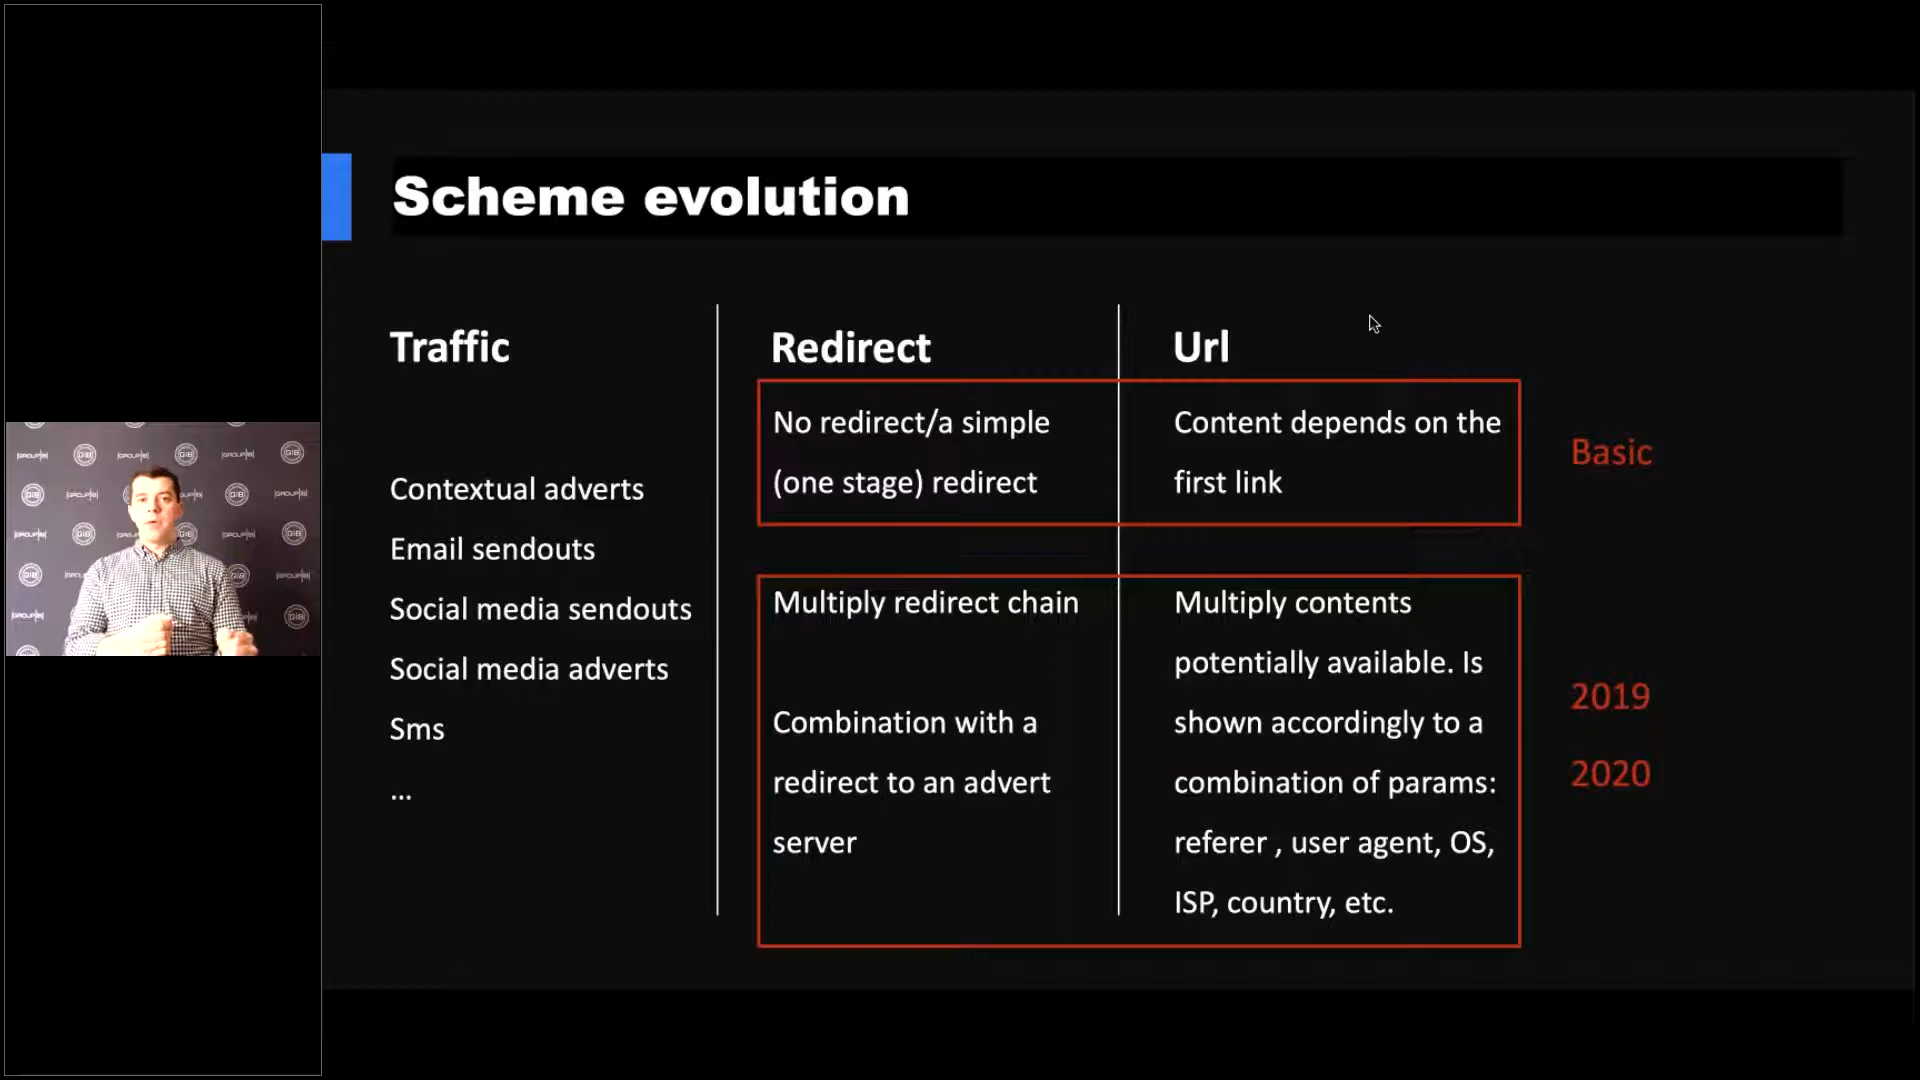 Scheme evolution
Traffic
Contextual adverts
Email sendouts
Social media sendouts
Social media adverts
Sms
...
Redirect
No redirect/a simple
(one stage) redirect
Multiply redirect chain
Combination with a
redirect to an advert
server
Url
Content depends on the
first link
Multiply contents
potentially available. Is
shown accordingly to a
combination of params:
referer , user agent, OS,
ISP, country, etc.
Basic
2019
2020
GROUP|IB
GIB